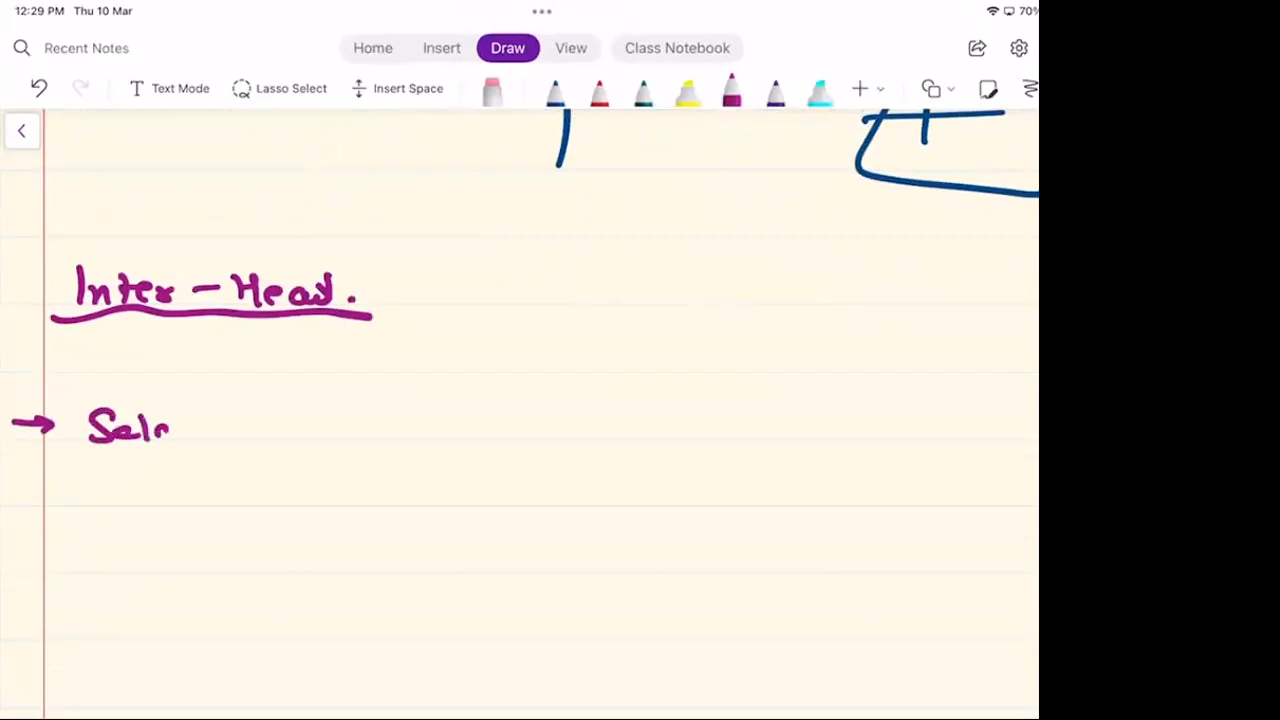 12:29 PM Thu 10 Mar
70%
Recent Notes
Home Insert Draw View Class Notebook
Text Mode Lasso Select Insert Space
Inter - Head.
→ Sal